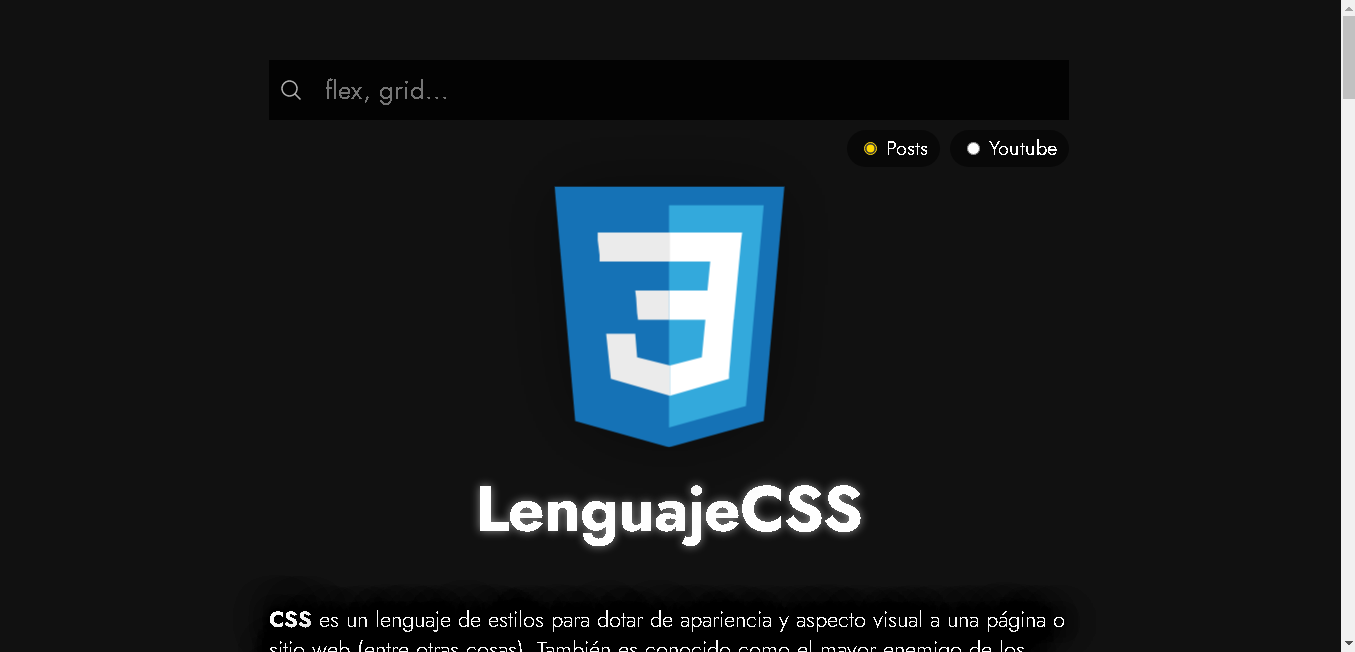 flex, grid...
Posts
Youtube
LenguajeCSS
CSS es un lenguaje de estilos para dotar de apariencia y aspecto visual a una página o
sitio web (entre otras cosas). También es conocido como el mayor enemigo de los